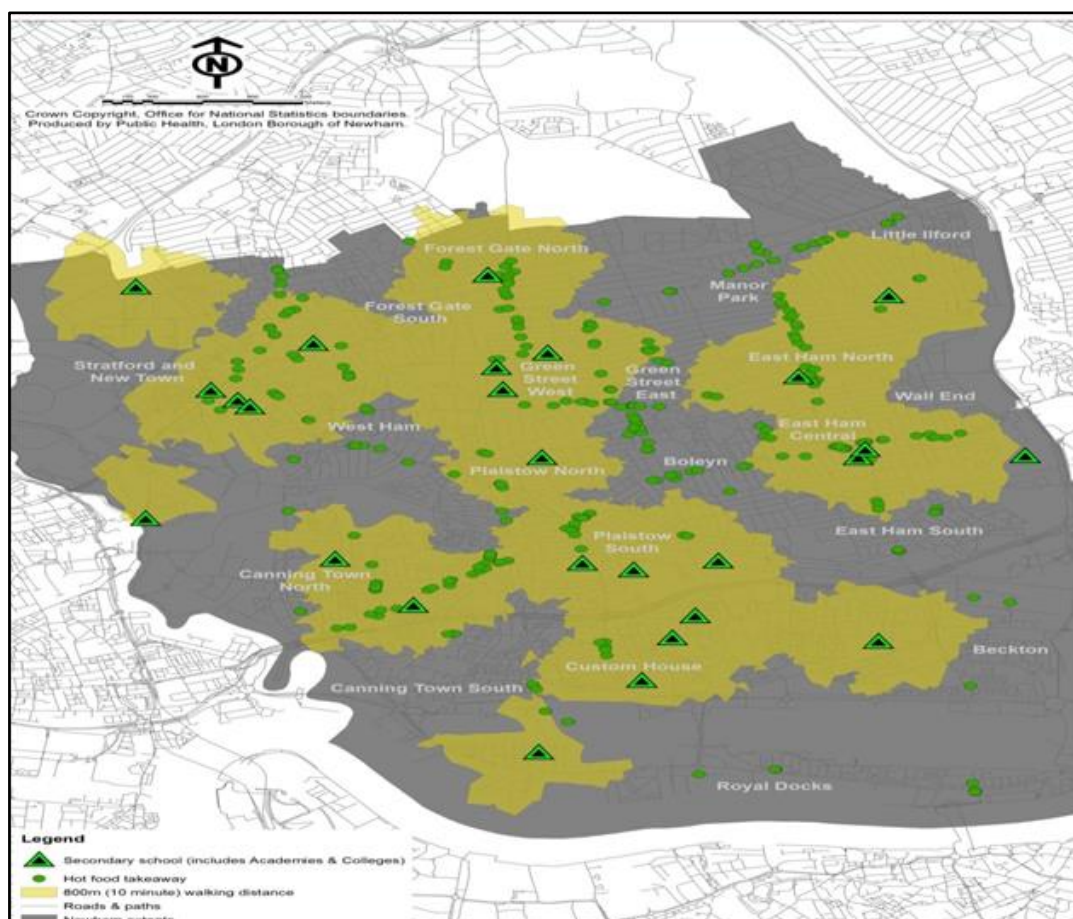 N
Crown Copyright, Office for National Statistics boundaries.
Produced by Public Health, London Borough of Newham.
Little Ilford
Forest Gate North
Manor
Park
Forest Gate
South
East Ham North
Stratford and
New Town
Green
Street
West
Green
Street
East
Wall End
East Ham
Central
West Ham
Boleyn
Plaistow North
East Ham South
Plaistow
South
Canning Town
North
Beckton
Custom House
Canning Town South
Royal Docks
Legend
Secondary school (includes Academies & Colleges)
Hot food takeaway
800m (10 minute) walking distance
Roads & paths
Newham extents